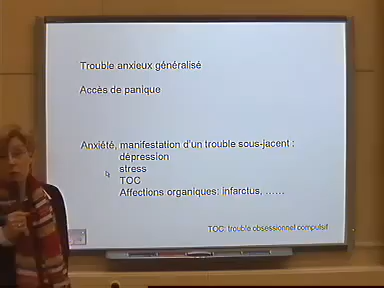 Trouble anxieux généralisé
Accès de panique
Anxiété, manifestation d'un trouble sous-jacent :
dépression
stress
TOC
Affections organiques: infarctus, ......
TOC: trouble obsessionnel compulsif